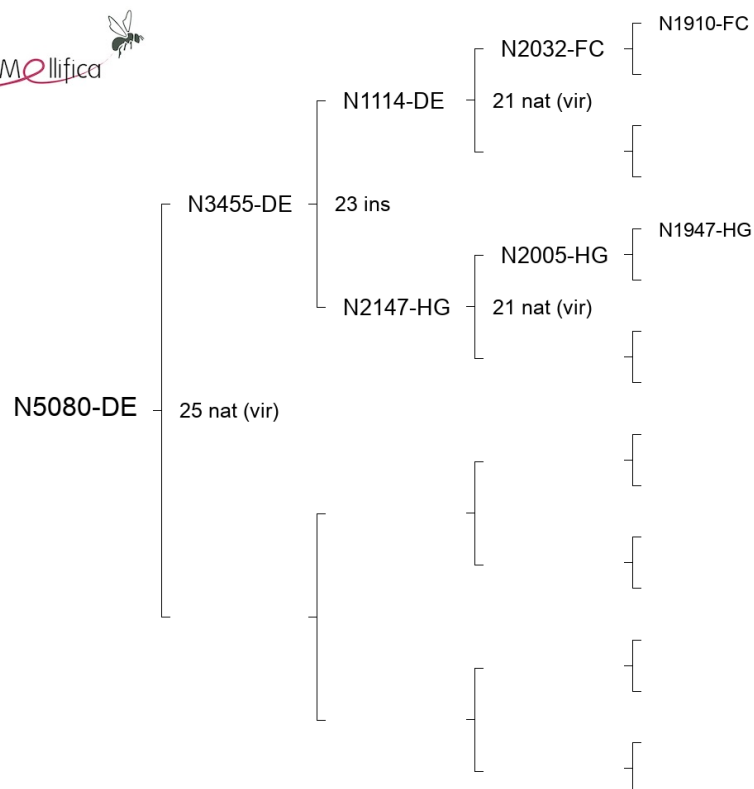 Mellifica
N1910-FC
N2032-FC
N1114-DE
21 nat (vir)
N3455-DE
23 ins
N1947-HG
N2005-HG
N2147-HG
21 nat (vir)
N5080-DE
25 nat (vir)